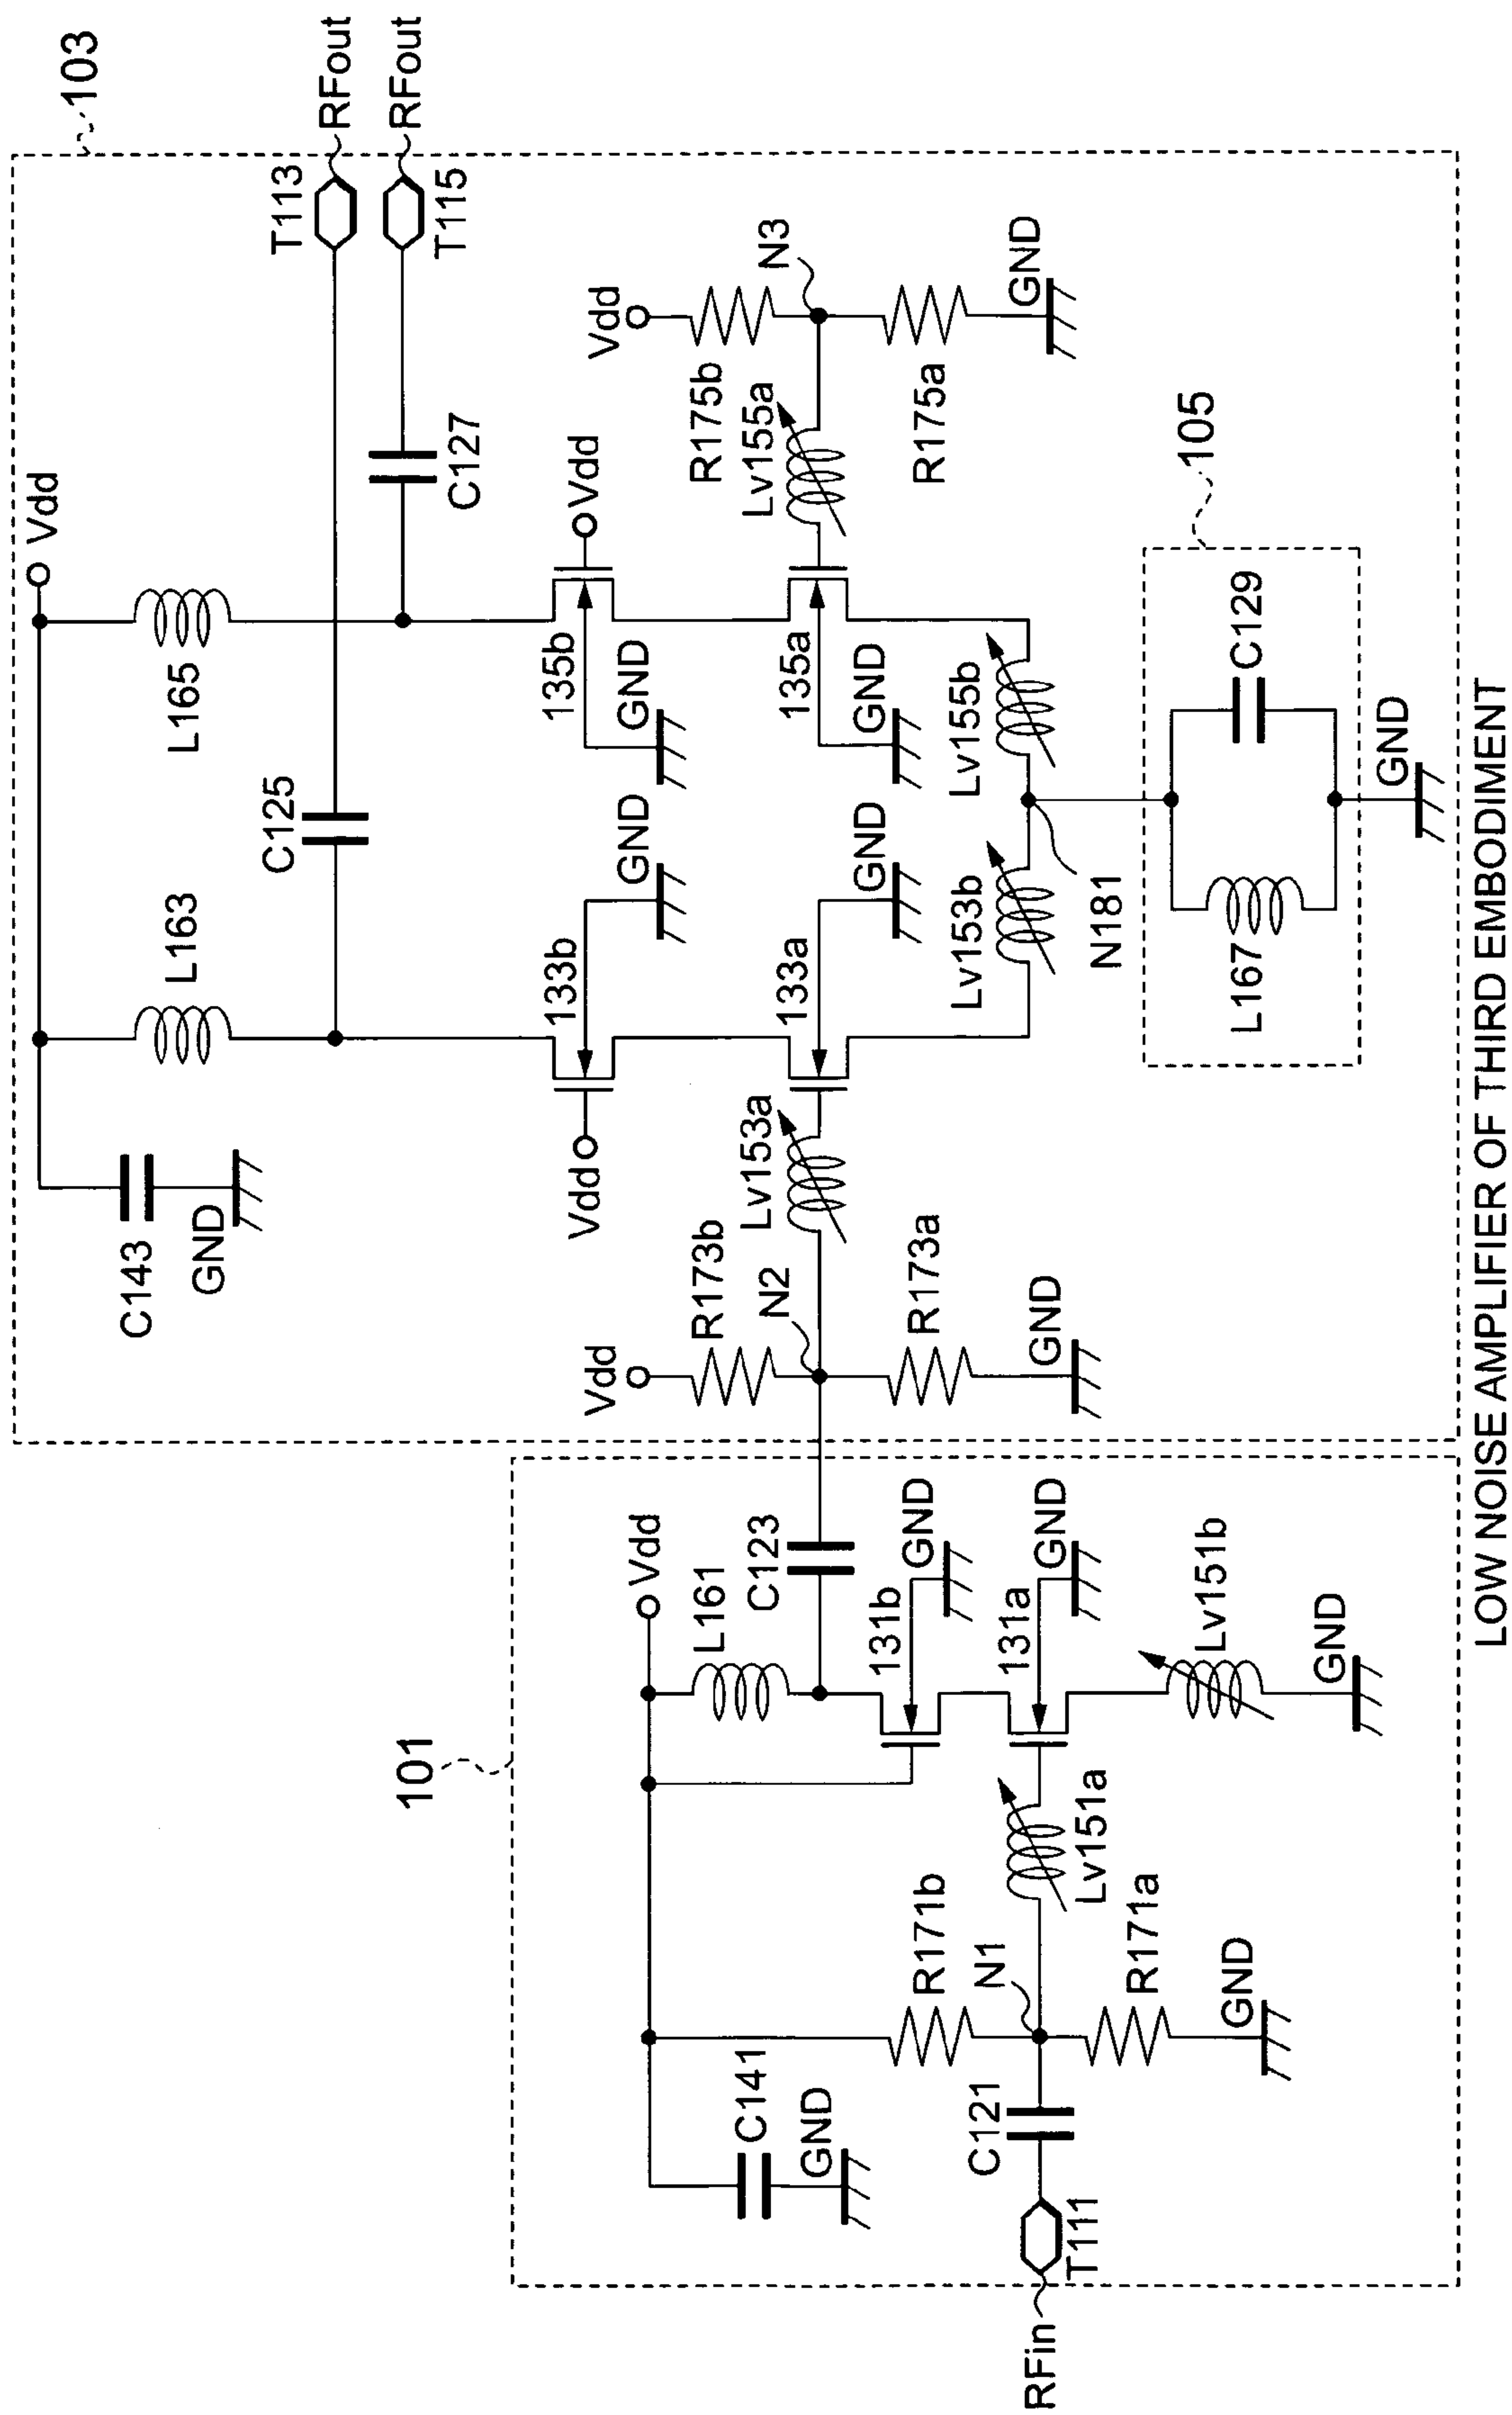 103
Vdd
RFout
RFout
T113
T115
L163
L165
C125
C127
C143
GND
Vdd
Vdd
133b
135b
GND
GND
133a
135a
GND
GND
Vdd
R173b
N2
R173a
GND
Lv153a
Lv155a
Vdd
R175b
N3
R175a
GND
Lv153b
Lv155b
N181
105
L167
C129
GND
101
Vdd
L161
C123
131b
GND
131a
GND
Lv151b
GND
Lv151a
R171b
N1
R171a
GND
C141
GND
C121
T111
RFin
LOW NOISE AMPLIFIER OF THIRD EMBODIMENT